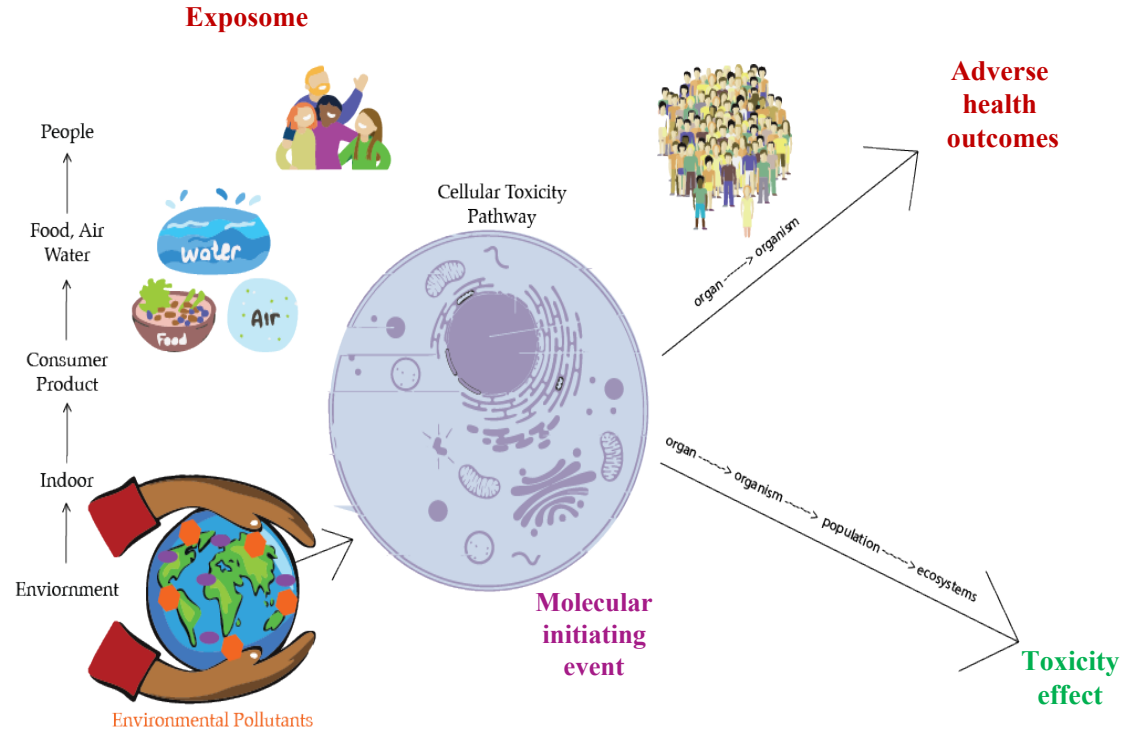 Exposome
People
Food, Air
Water
Consumer
Product
Indoor
Enviornment
Water
Food
Air
Environmental Pollutants
Cellular Toxicity
Pathway
Molecular
initiating
event
organ -----> organism
Adverse
health
outcomes
organ -----> organism -----> population -----> ecosystems
Toxicity
effect